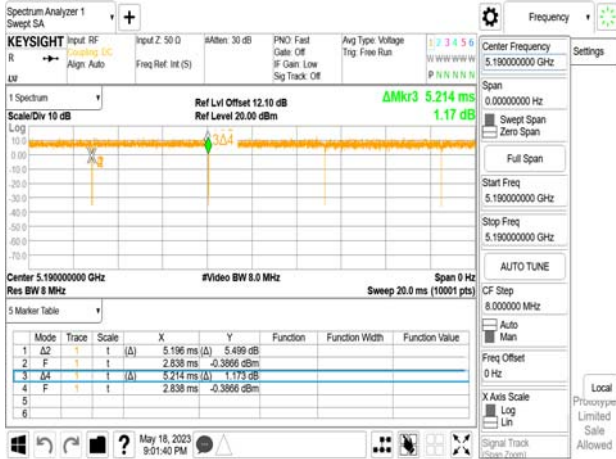 Spectrum Analyzer 1
Swept SA
Frequency
KEYSIGHT Input: RF Input Z: 50 Ω #Atten: 30 dB PNO: Fast Avg Type: Voltage 1 2 3 4 5 6
R Coupling: DC Gate: Off Trig: Free Run W W W W W W
Align: Auto Freq Ref: Int (S) IF Gain: Low
Sig Track: Off P N N N N N
LXI
Center Frequency Settings
5.190000000 GHz
Span
0.00000000 Hz
Swept Span
Zero Span
Full Span
Start Freq
5.190000000 GHz
Stop Freq
5.190000000 GHz
AUTO TUNE
CF Step
8.000000 MHz
Auto
Man
Freq Offset
0 Hz
X Axis Scale
Log
Lin
Signal Track
(Span Zoom)
Local
Prototype
Limited
Sale
Allowed
1 Spectrum Ref Lvl Offset 12.10 dB ΔMkr3 5.214 ms
Scale/Div 10 dB Ref Level 20.00 dBm 1.17 dB
Log
10.0
0.00
-10.0
-20.0
-30.0
-40.0
-50.0
-60.0
-70.0
3Δ4
Center 5.190000000 GHz #Video BW 8.0 MHz Span 0 Hz
Res BW 8 MHz Sweep 20.0 ms (10001 pts)
5 Marker Table
Mode Trace Scale X Y Function Function Width Function Value
1 Δ2 1 t (Δ) 5.196 ms (Δ) 5.499 dB
2 F 1 t 2.838 ms -0.3866 dBm
3 Δ4 1 t (Δ) 5.214 ms (Δ) 1.173 dB
4 F 1 t 2.838 ms -0.3866 dBm
5
6
? May 18, 2023
9:01:40 PM